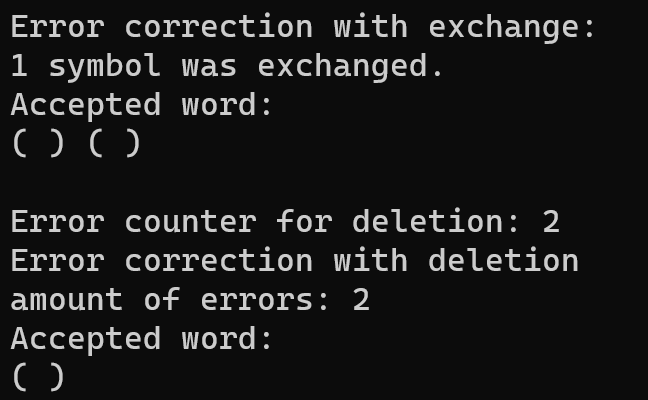 Error correction with exchange:
1 symbol was exchanged.
Accepted word:
( ) ( )
Error counter for deletion: 2
Error correction with deletion
amount of errors: 2
Accepted word:
( )